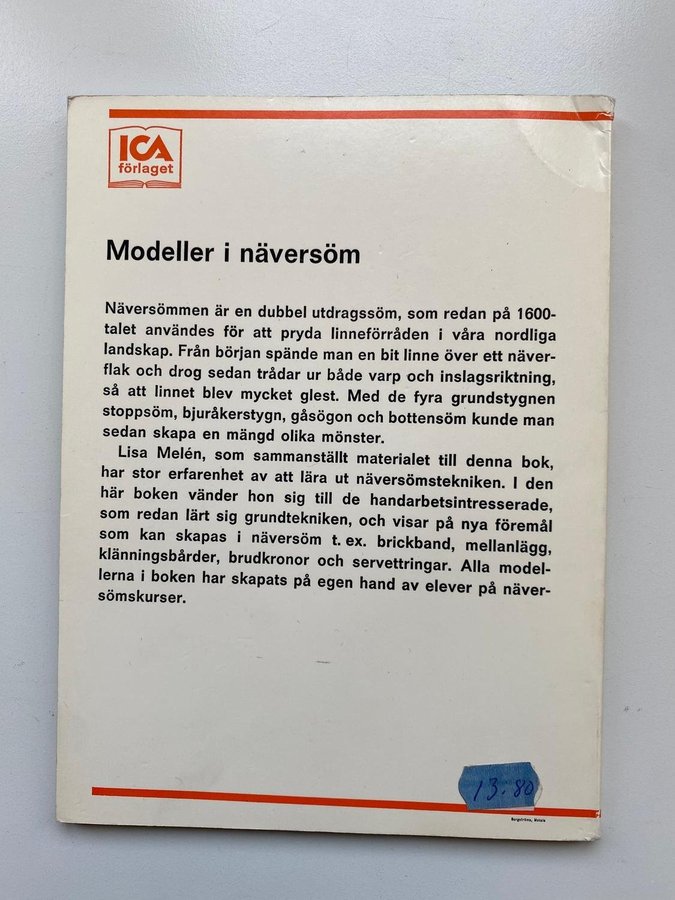 ICA
förlaget
Modeller i näversöm
Näversömmen är en dubbel utdragssöm, som redan på 1600-
talet användes för att pryda linneförråden i våra nordliga
landskap. Från början spände man en bit linne över ett näver-
flak och drog sedan trådar ur både varp och inslagsriktning,
så att linnet blev mycket glest. Med de fyra grundstygnen
stoppsöm, bjuråkerstygn, gåsögon och bottensöm kunde man
sedan skapa en mängd olika mönster.
Lisa Melén, som sammanställt materialet till denna bok,
har stor erfarenhet av att lära ut näversömstekniken. I den
här boken vänder hon sig till de handarbetsintresserade,
som redan lärt sig grundtekniken, och visar på nya föremål
som kan skapas i näversöm t. ex. brickband, mellanlägg,
klänningsbårder, brudkronor och servettringar. Alla model-
lerna i boken har skapats på egen hand av elever på näver-
sömskurser.
13.80
Borgströms, Motala